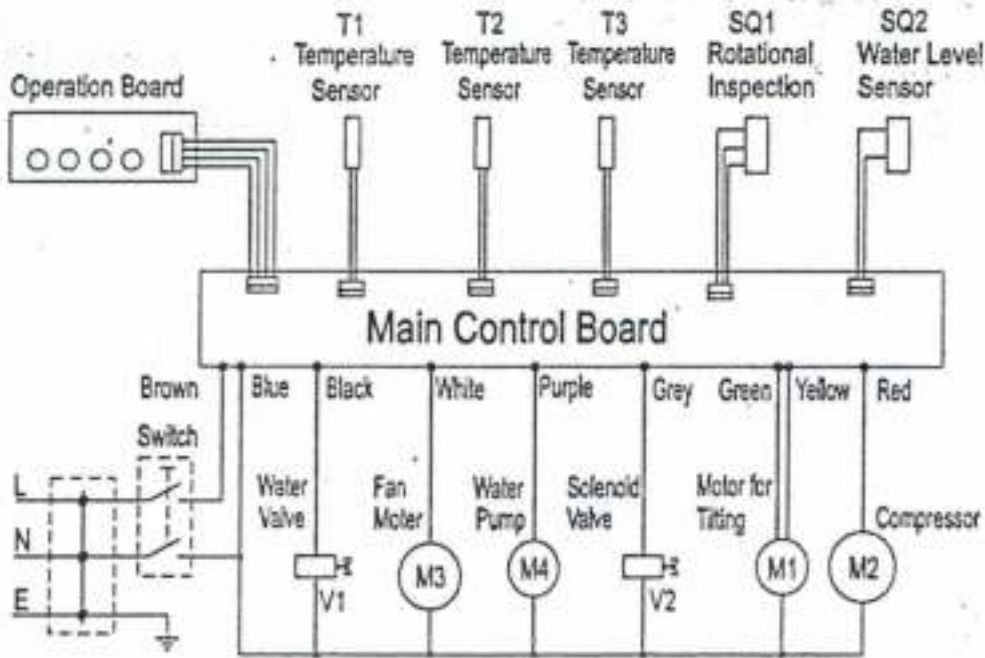 T1
Temperature
Sensor
T2
Temperature
Sensor
T3
Temperature
Sensor
SQ1
Rotational
Inspection
SQ2
Water Level
Sensor
Operation Board
Main Control Board
Brown
Blue
Black
White
Purple
Grey
Green
Yellow
Red
Switch
L
N
E
Water
Valve
V1
Fan
Moter
M3
Water
Pump
M4
Solenoid
Valve
V2
Motor for
Tilting
M1
Compressor
M2